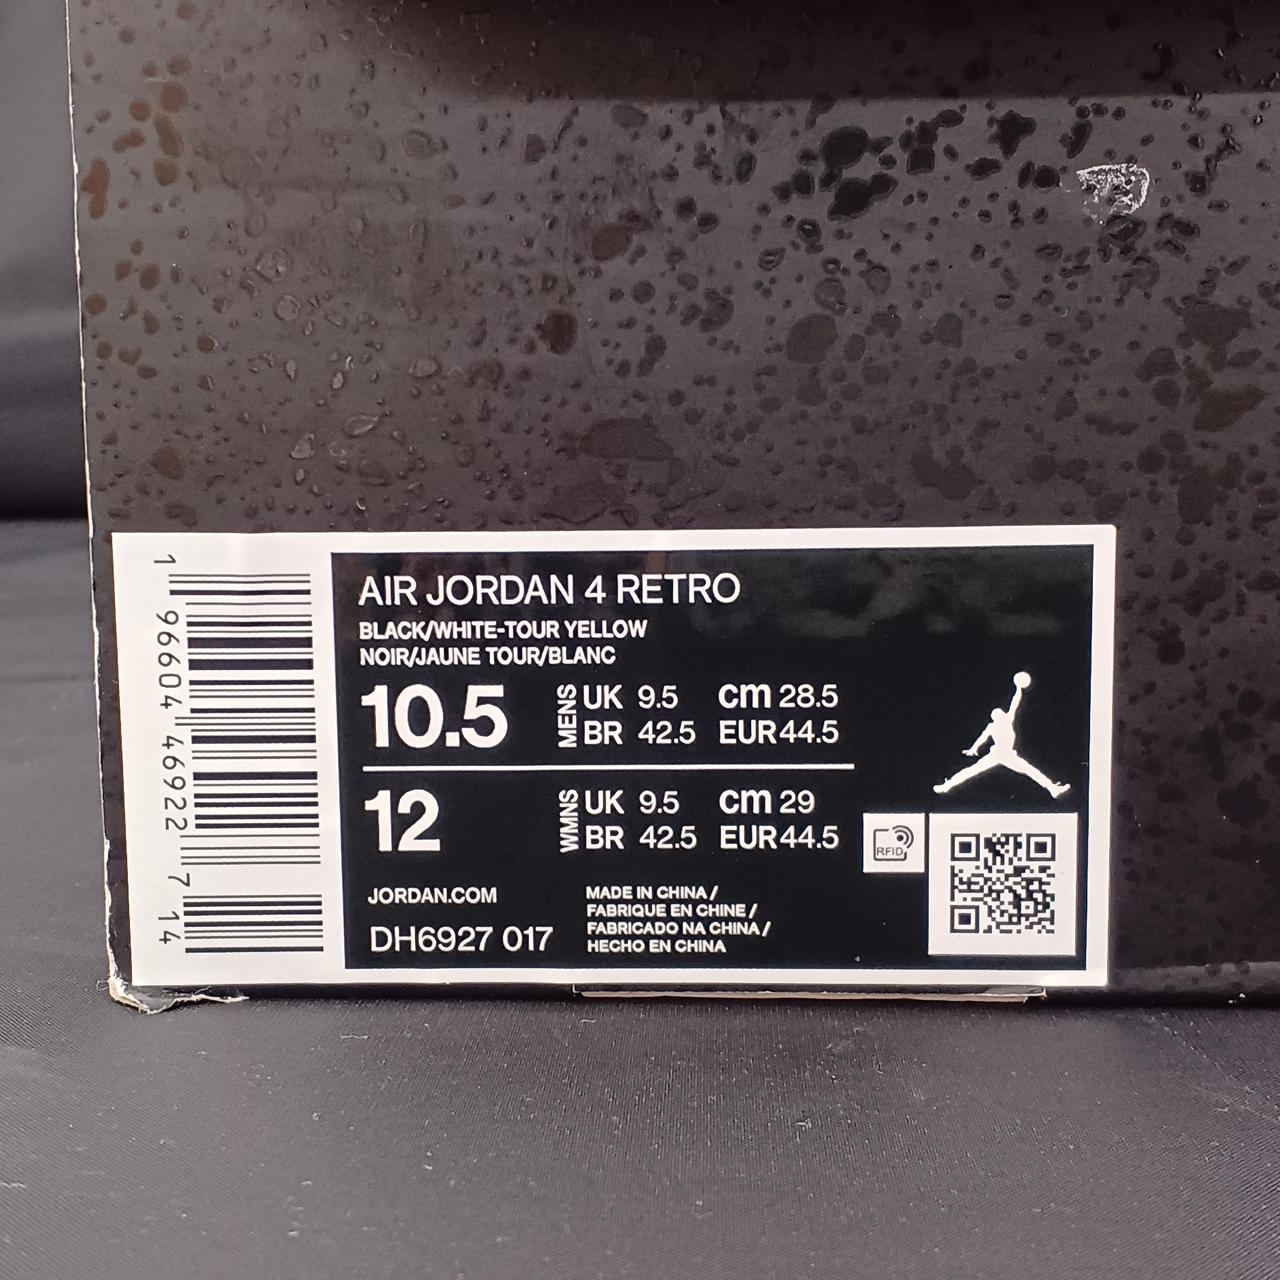 1 96604 46922 7 14
AIR JORDAN 4 RETRO
BLACK/WHITE-TOUR YELLOW
NOIR/JAUNE TOUR/BLANC
10.5 MENS UK 9.5 cm 28.5
BR 42.5 EUR 44.5
12 WMNS UK 9.5 cm 29
BR 42.5 EUR 44.5
RFID
JORDAN.COM
DH6927 017
MADE IN CHINA /
FABRIQUE EN CHINE /
FABRICADO NA CHINA /
HECHO EN CHINA